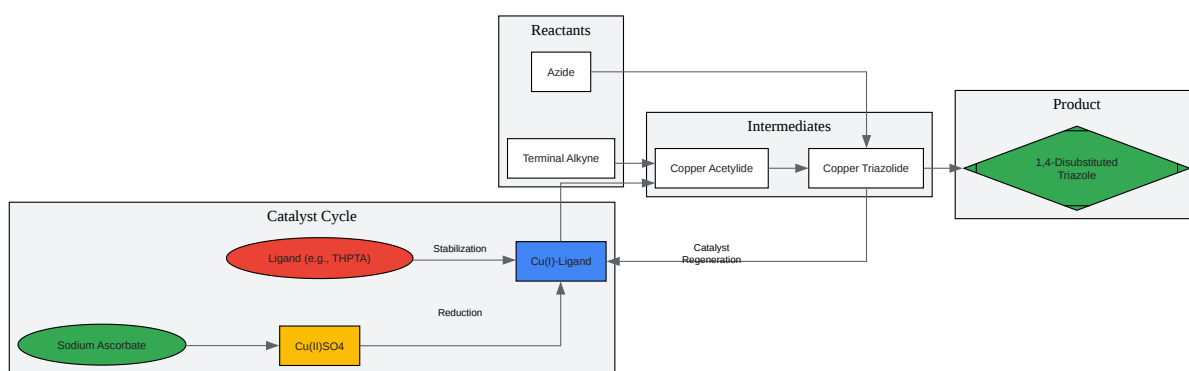 Reactants
Azide
Terminal Alkyne
Intermediates
Copper Acetylide
Copper Triazolide
Product
1,4-Disubstituted
Triazole
Catalyst Cycle
Ligand (e.g., THPTA)
Stabilization
Cu(I)-Ligand
Catalyst
Regeneration
Reduction
Sodium Ascorbate
Cu(II)SO4